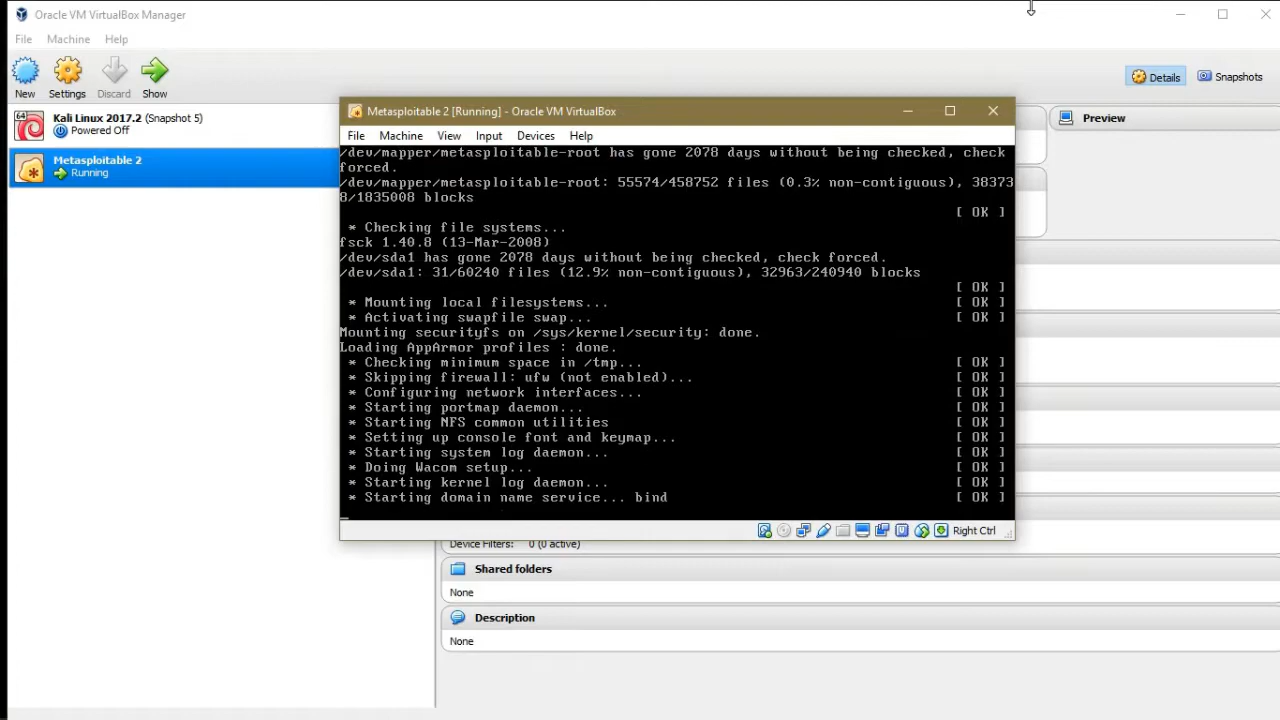 Oracle VM VirtualBox Manager
File Machine Help
New Settings Discard Show
Details Snapshots
64
Kali Linux 2017.2 (Snapshot 5)
Powered Off
Metasploitable 2
Running
Preview
Metasploitable 2 [Running] - Oracle VM VirtualBox
File Machine View Input Devices Help
/dev/mapper/metasploitable-root has gone 2078 days without being checked, check
forced.
/dev/mapper/metasploitable-root: 55574/458752 files (0.3% non-contiguous), 38373
8/1835008 blocks
[ OK ]
* Checking file systems...
fsck 1.40.8 (13-Mar-2008)
/dev/sda1 has gone 2078 days without being checked, check forced.
/dev/sda1: 31/60240 files (12.9% non-contiguous), 32963/240940 blocks
[ OK ]
* Mounting local filesystems... [ OK ]
* Activating swapfile swap... [ OK ]
Mounting securityfs on /sys/kernel/security: done.
Loading AppArmor profiles : done.
* Checking minimum space in /tmp... [ OK ]
* Skipping firewall: ufw (not enabled)... [ OK ]
* Configuring network interfaces... [ OK ]
* Starting portmap daemon... [ OK ]
* Starting NFS common utilities [ OK ]
* Setting up console font and keymap... [ OK ]
* Starting system log daemon... [ OK ]
* Doing Wacom setup... [ OK ]
* Starting kernel log daemon... [ OK ]
* Starting domain name service... bind [ OK ]
Right Ctrl
Device Filters: 0 (0 active)
Shared folders
None
Description
None